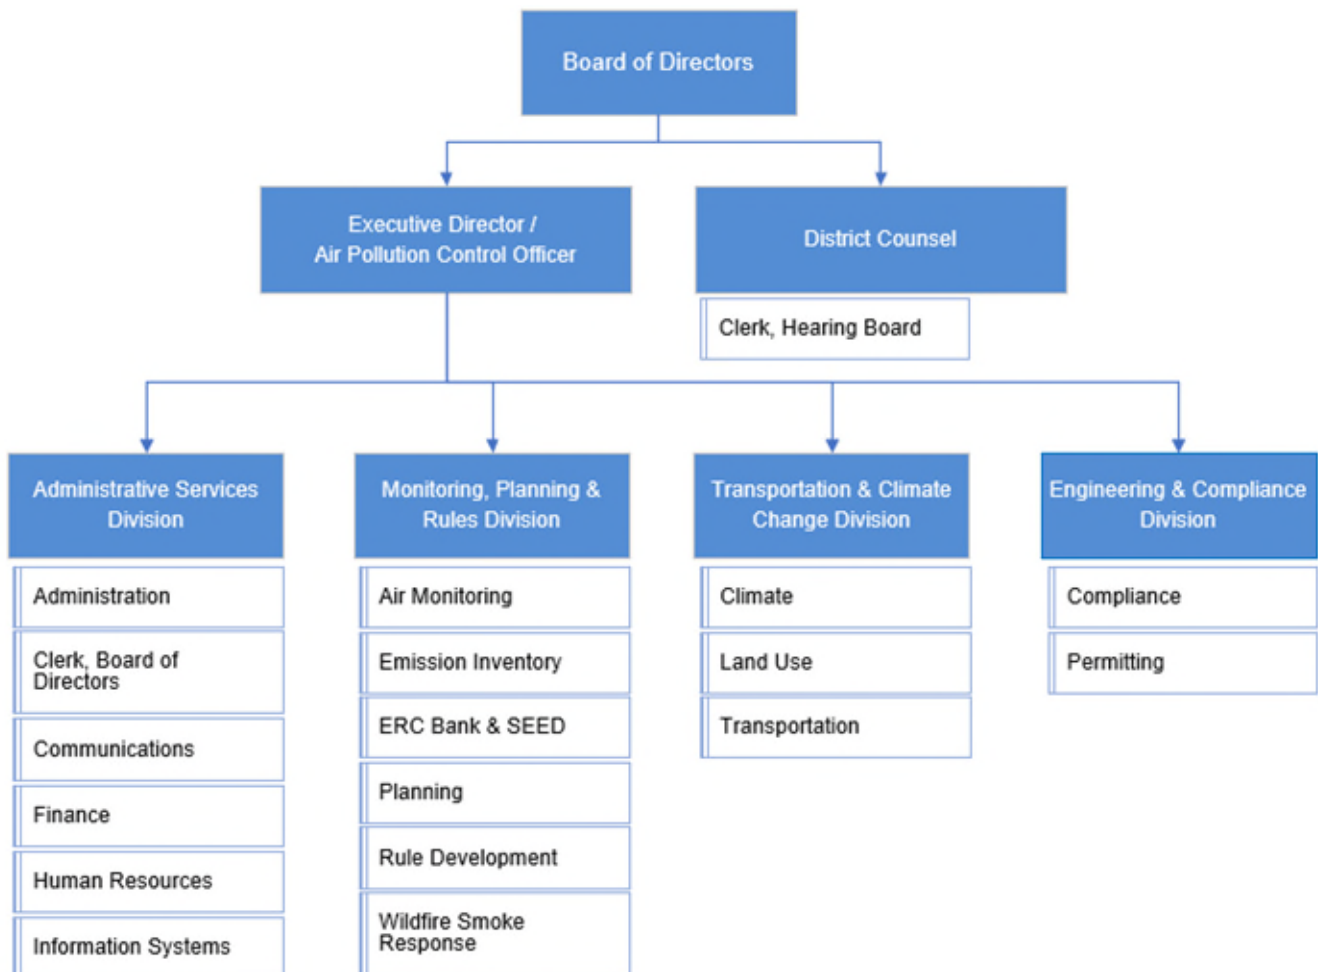 Board of Directors
Executive Director /
Air Pollution Control Officer
District Counsel
Clerk, Hearing Board
Administrative Services
Division
Administration
Clerk, Board of
Directors
Communications
Finance
Human Resources
Information Systems
Monitoring, Planning &
Rules Division
Air Monitoring
Emission Inventory
ERC Bank & SEED
Planning
Rule Development
Wildfire Smoke
Response
Transportation & Climate
Change Division
Climate
Land Use
Transportation
Engineering & Compliance
Division
Compliance
Permitting